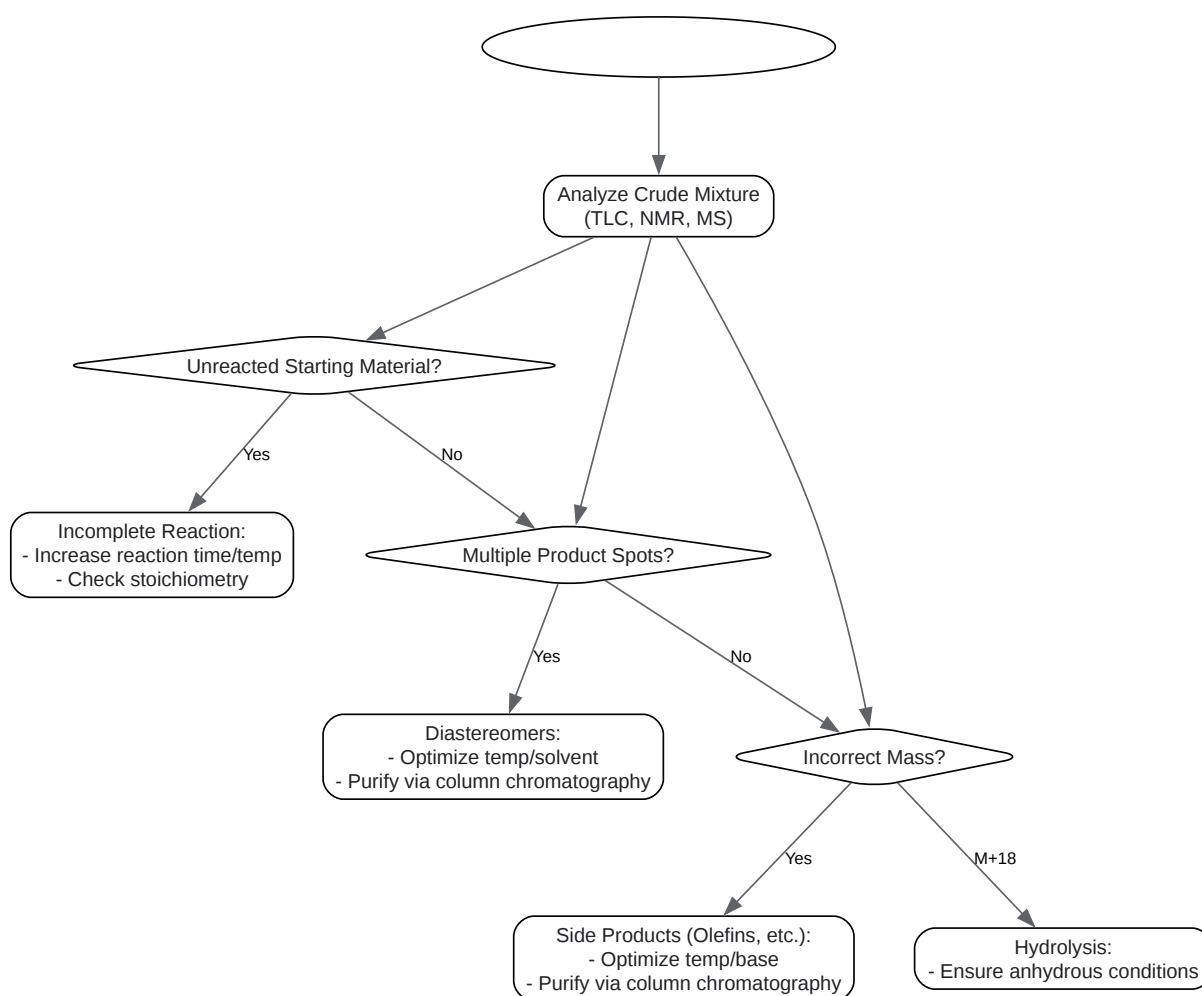 Analyze Crude Mixture
(TLC, NMR, MS)
Unreacted Starting Material?
Yes
No
Incomplete Reaction:
- Increase reaction time/temp
- Check stoichiometry
Multiple Product Spots?
Yes
No
Diastereomers:
- Optimize temp/solvent
- Purify via column chromatography
Incorrect Mass?
Yes
M+18
Side Products (Olefins, etc.):
- Optimize temp/base
- Purify via column chromatography
Hydrolysis:
- Ensure anhydrous conditions